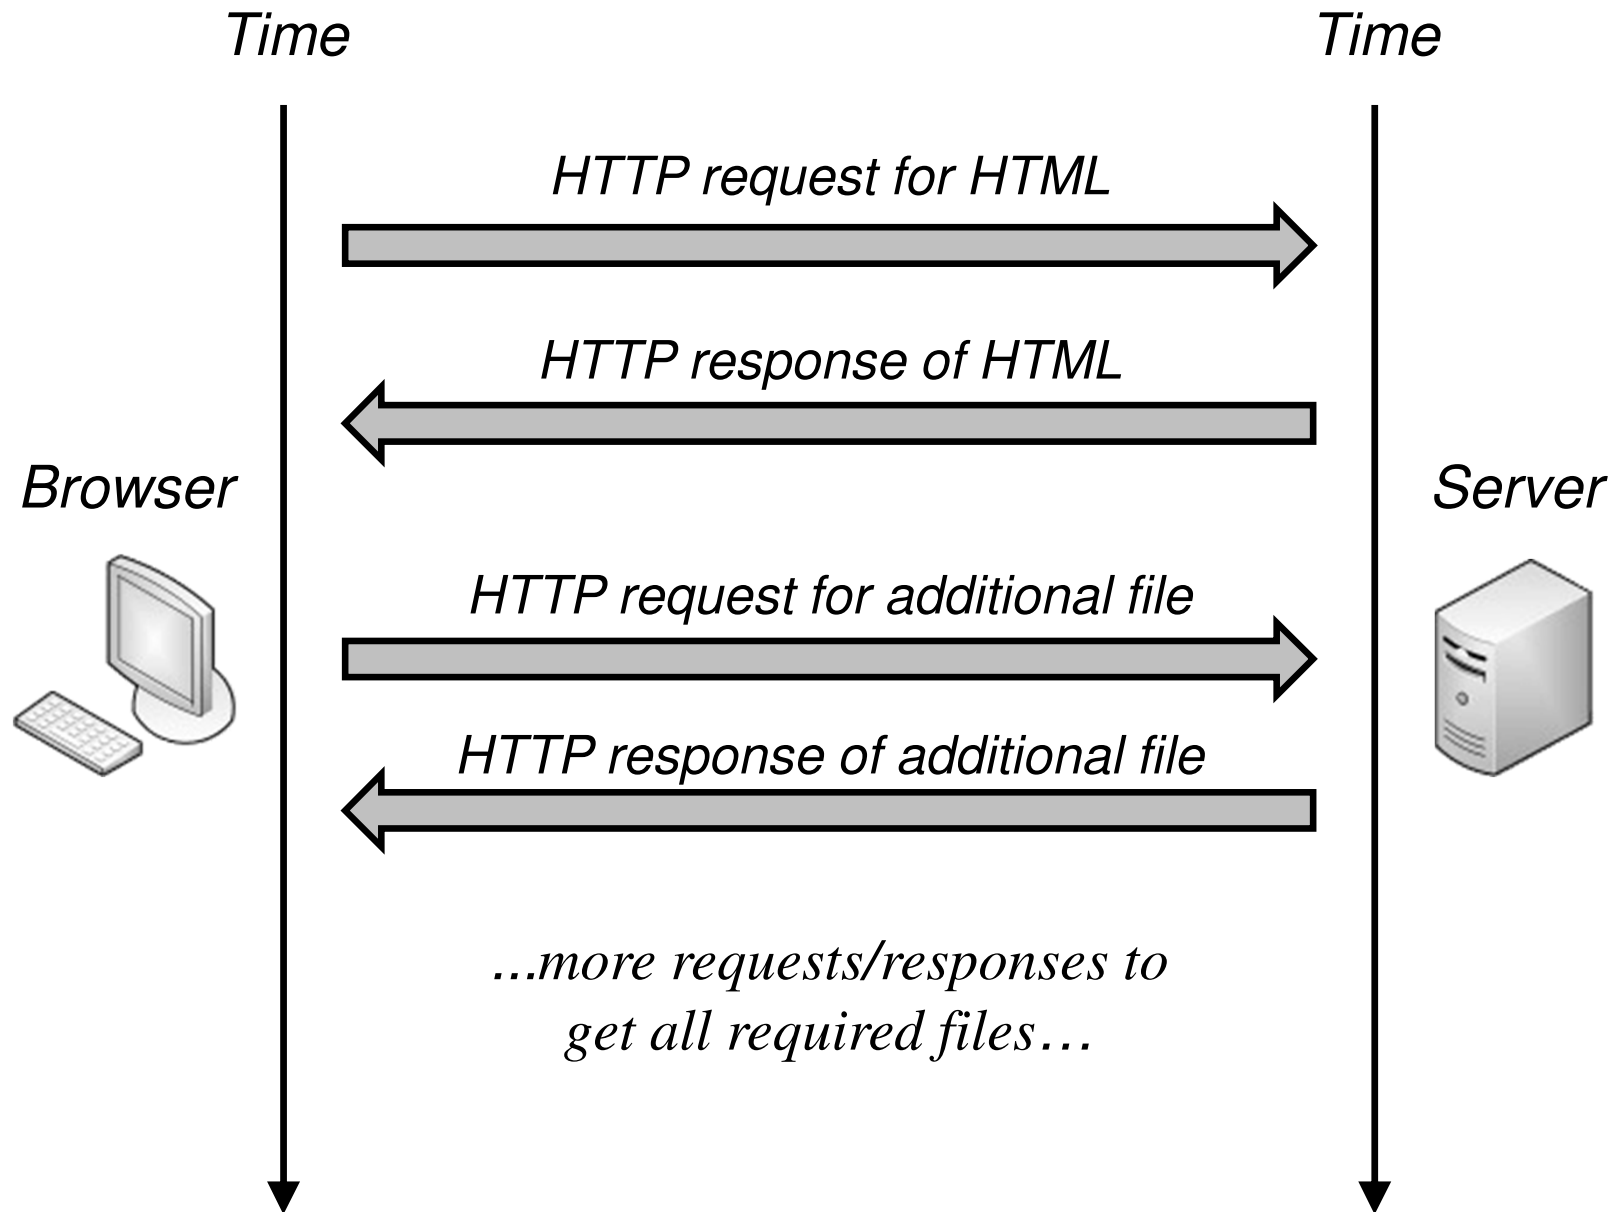 Time
Time
HTTP request for HTML
HTTP response of HTML
Browser
Server
HTTP request for additional file
HTTP response of additional file
...more requests/responses to
get all required files...